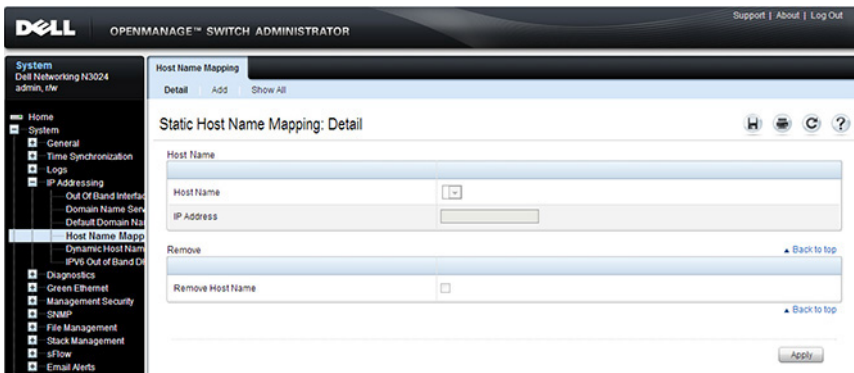 Support | About | Log Out
DELL OPENMANAGE™ SWITCH ADMINISTRATOR
System
Dell Networking N3024
admin, r/w
Home
System
General
Time Synchronization
Logs
IP Addressing
Out Of Band Interfac
Domain Name Serv
Default Domain Na
Host Name Mapp
Dynamic Host Nam
IPV6 Out of Band D
Diagnostics
Green Ethernet
Management Security
SNMP
File Management
Stack Management
sFlow
Email Alerts
Host Name Mapping
Detail Add Show All
Static Host Name Mapping: Detail
Host Name
Host Name
IP Address
Remove
Back to top
Remove Host Name
Back to top
Apply